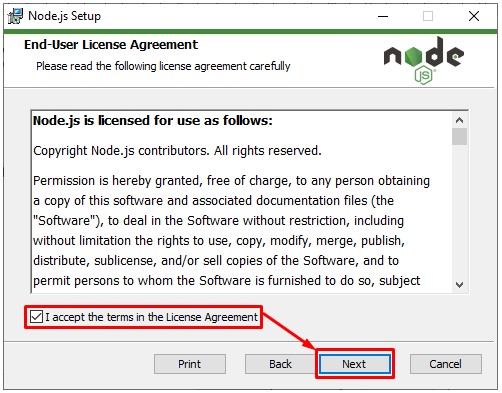 Node.js Setup
End-User License Agreement
Please read the following license agreement carefully
node
JS
Node.js is licensed for use as follows:
Copyright Node.js contributors. All rights reserved.
Permission is hereby granted, free of charge, to any person obtaining
a copy of this software and associated documentation files (the
"Software"), to deal in the Software without restriction, including
without limitation the rights to use, copy, modify, merge, publish,
distribute, sublicense, and/or sell copies of the Software, and to
permit persons to whom the Software is furnished to do so, subject
I accept the terms in the License Agreement
Print Back Next Cancel